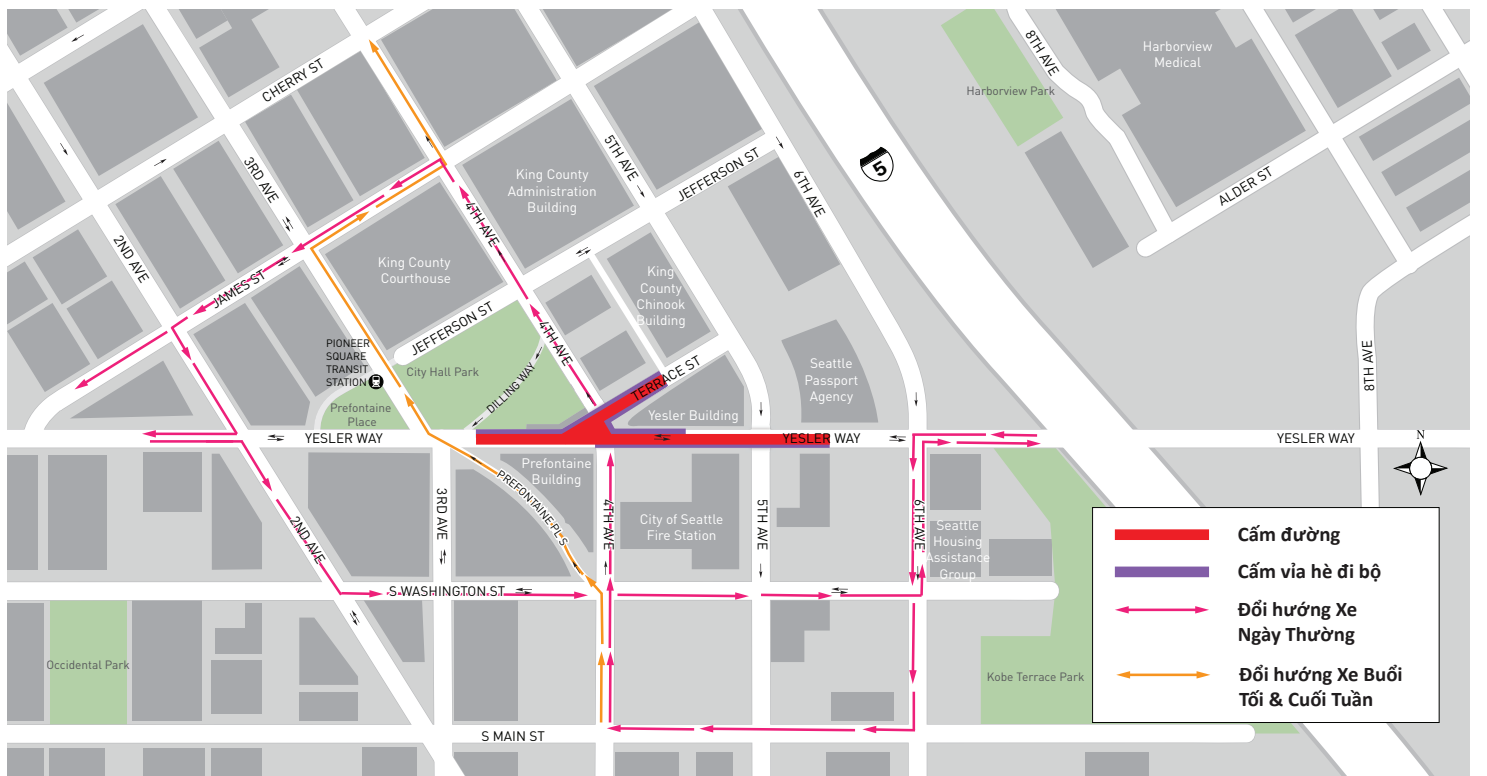 CHERRY ST
8TH AVE
Harborview
Medical
Harborview Park
5
3RD AVE
5TH AVE
6TH AVE
King County
Administration
Building
JEFFERSON ST
ALDER ST
2ND AVE
4TH AVE
King County
Courthouse
King
County
Chinook
Building
JAMES ST
JEFFERSON ST
4TH AVE
PIONEER
SQUARE
TRANSIT
STATION
City Hall Park
DILLING WAY
TERRACE ST
Seattle
Passport
Agency
8TH AVE
Prefontaine
Place
Yesler Building
YESLER WAY
YESLER WAY
YESLER WAY
N
Prefontaine
Building
PREFONTAINE PL S
3RD AVE
4TH AVE
City of Seattle
Fire Station
5TH AVE
6TH AVE
Seattle
Housing
Assistance
Group
2ND AVE
S WASHINGTON ST
Occidental Park
Kobe Terrace Park
S MAIN ST
Cấm đường
Cấm vỉa hè đi bộ
Đổi hướng Xe
Ngày Thường
Đổi hướng Xe Buổi
Tối & Cuối Tuần